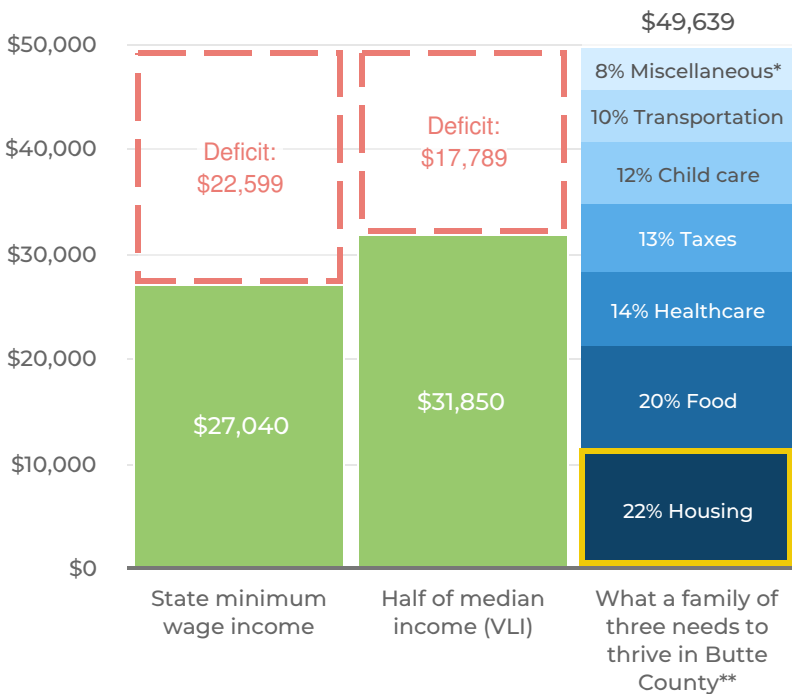 $49,639
$50,000
$40,000
$30,000
$20,000
$10,000
$0
Deficit:
$22,599
$27,040
Deficit:
$17,789
$31,850
8% Miscellaneous*
10% Transportation
12% Child care
13% Taxes
14% Healthcare
20% Food
22% Housing
State minimum
wage income
Half of median
income (VLI)
What a family of
three needs to
thrive in Butte
County**